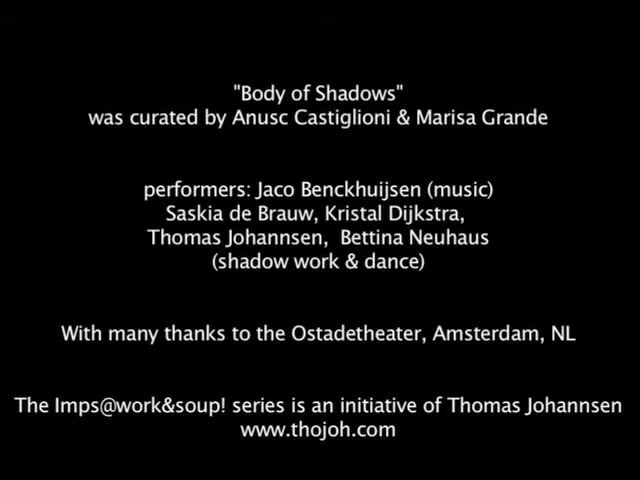 "Body of Shadows"
was curated by Anusc Castiglioni & Marisa Grande
performers: Jaco Benckhuijsen (music)
Saskia de Brauw, Kristal Dijkstra,
Thomas Johannsen, Bettina Neuhaus
(shadow work & dance)
With many thanks to the Ostadetheater, Amsterdam, NL
The Imps@work&soup! series is an initiative of Thomas Johannsen
www.thojoh.com